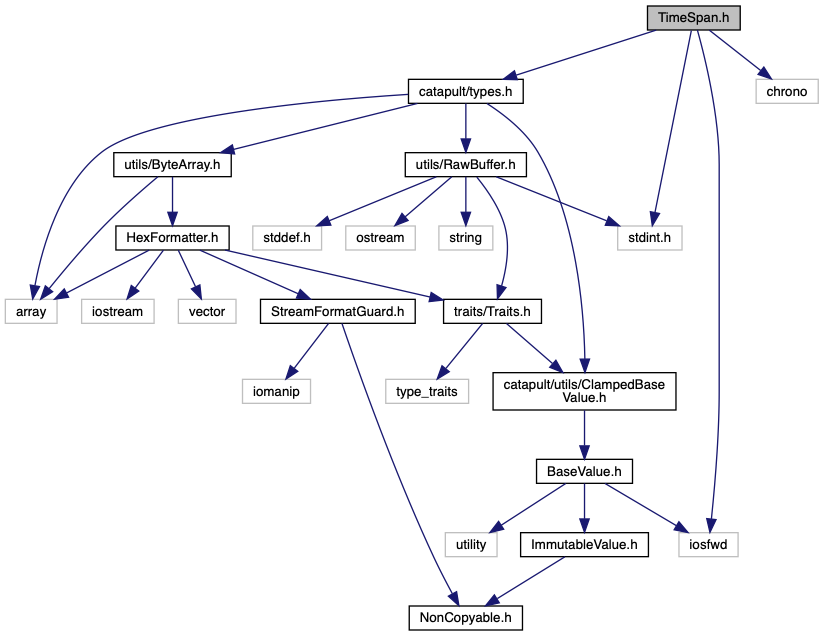 TimeSpan.h
catapult/types.h
chrono
utils/ByteArray.h
utils/RawBuffer.h
HexFormatter.h
stddef.h
ostream
string
stdint.h
array
iostream
vector
StreamFormatGuard.h
traits/Traits.h
iomanip
type_traits
catapult/utils/ClampedBase
Value.h
BaseValue.h
utility
ImmutableValue.h
iosfwd
NonCopyable.h